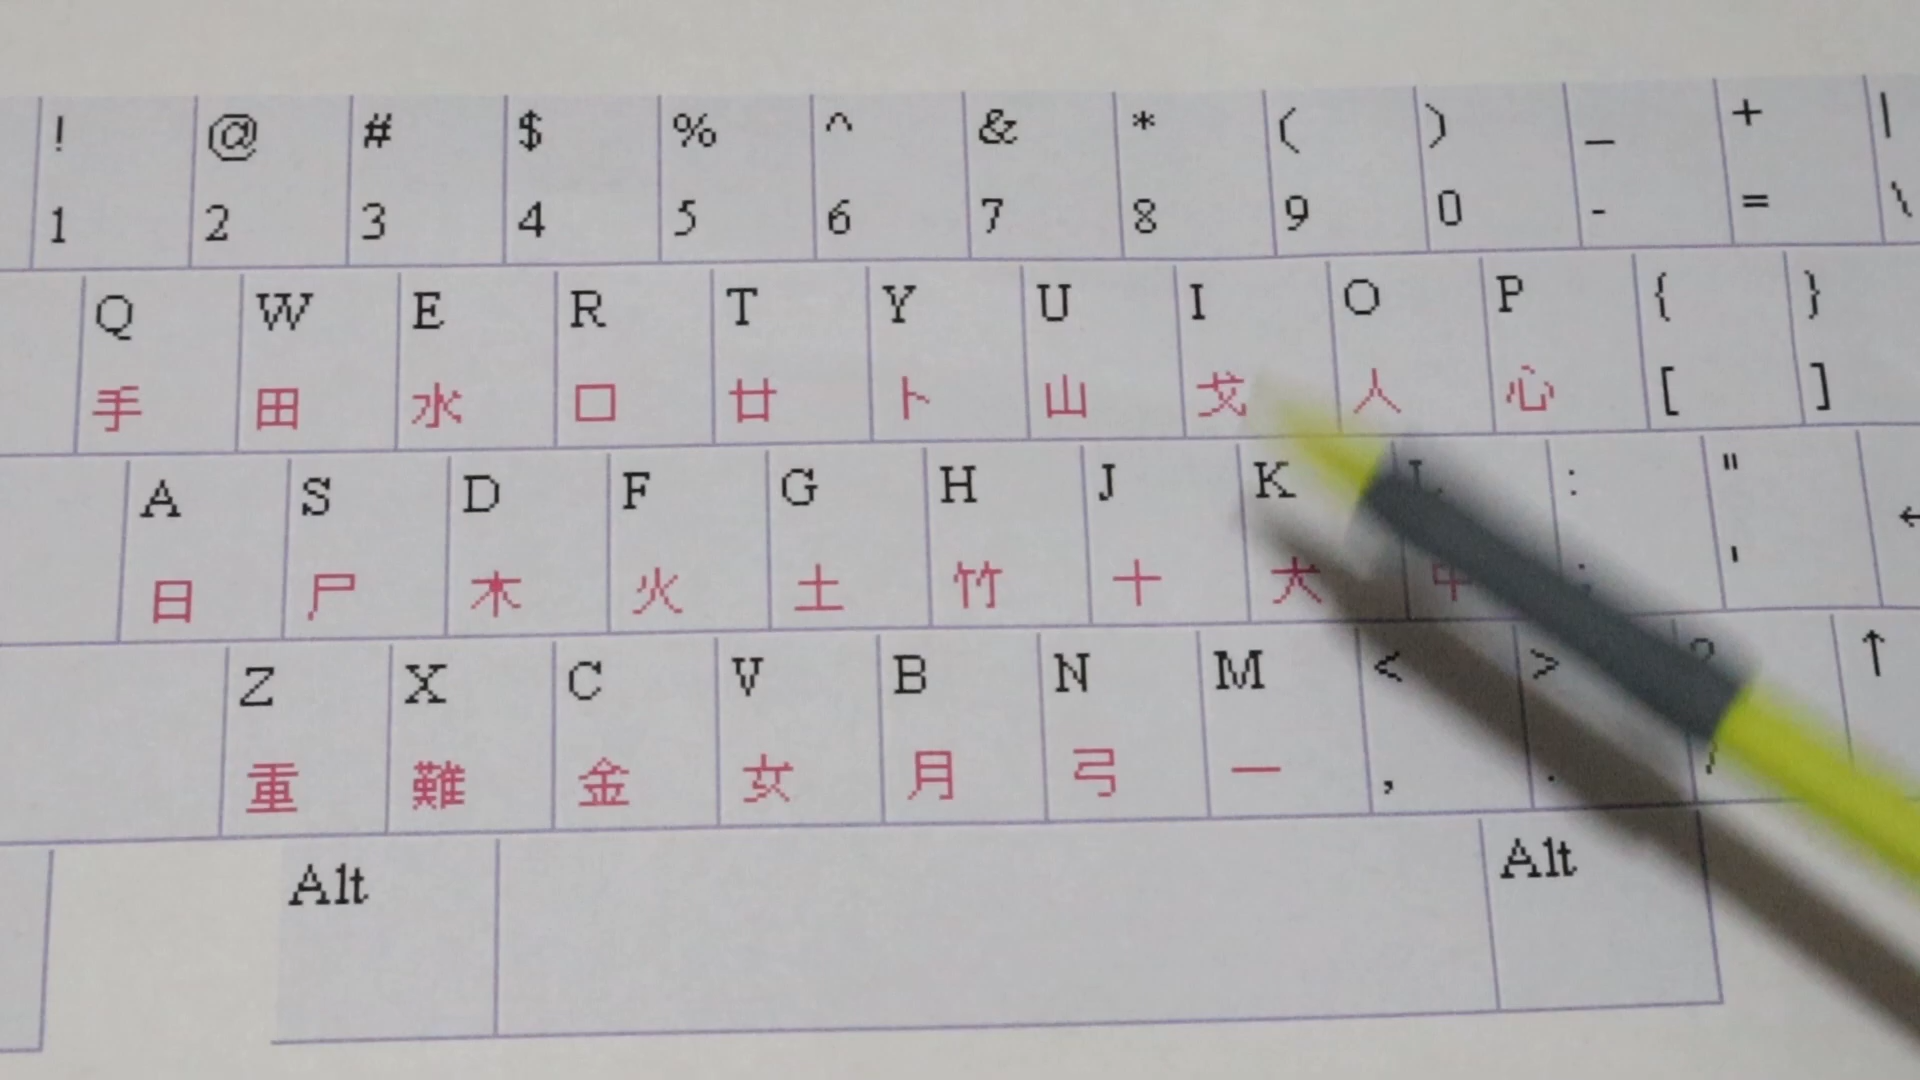 ! @ # $ % ^ & * ( ) _ + |
1 2 3 4 5 6 7 8 9 0 - = \
Q W E R T Y U I O P { }
手 田 水 口 廿 卜 山 戈 人 心 [ ]
A S D F G H J K L : " ←
日 尸 木 火 土 竹 十 大 中 ; '
Z X C V B N M < > ? ↑
重 難 金 女 月 弓 一 , . /
Alt Alt